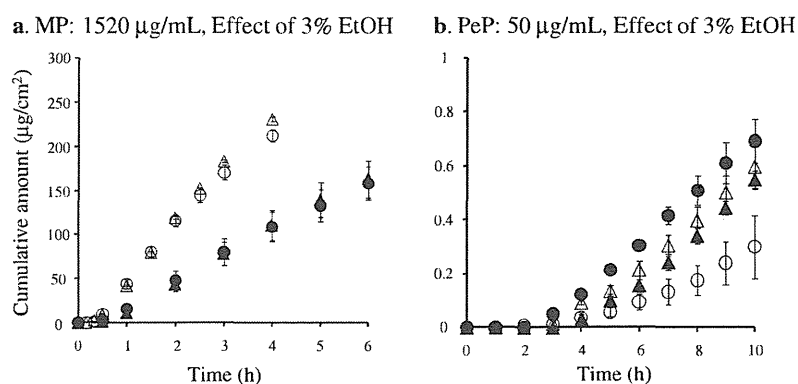 a. MP: 1520 µg/mL, Effect of 3% EtOH
b. PeP: 50 µg/mL, Effect of 3% EtOH
Cumulative amount (µg/cm²)
300
250
200
150
100
50
0
0 1 2 3 4 5 6
Time (h)
1
0.8
0.6
0.4
0.2
0
0 2 4 6 8 10
Time (h)